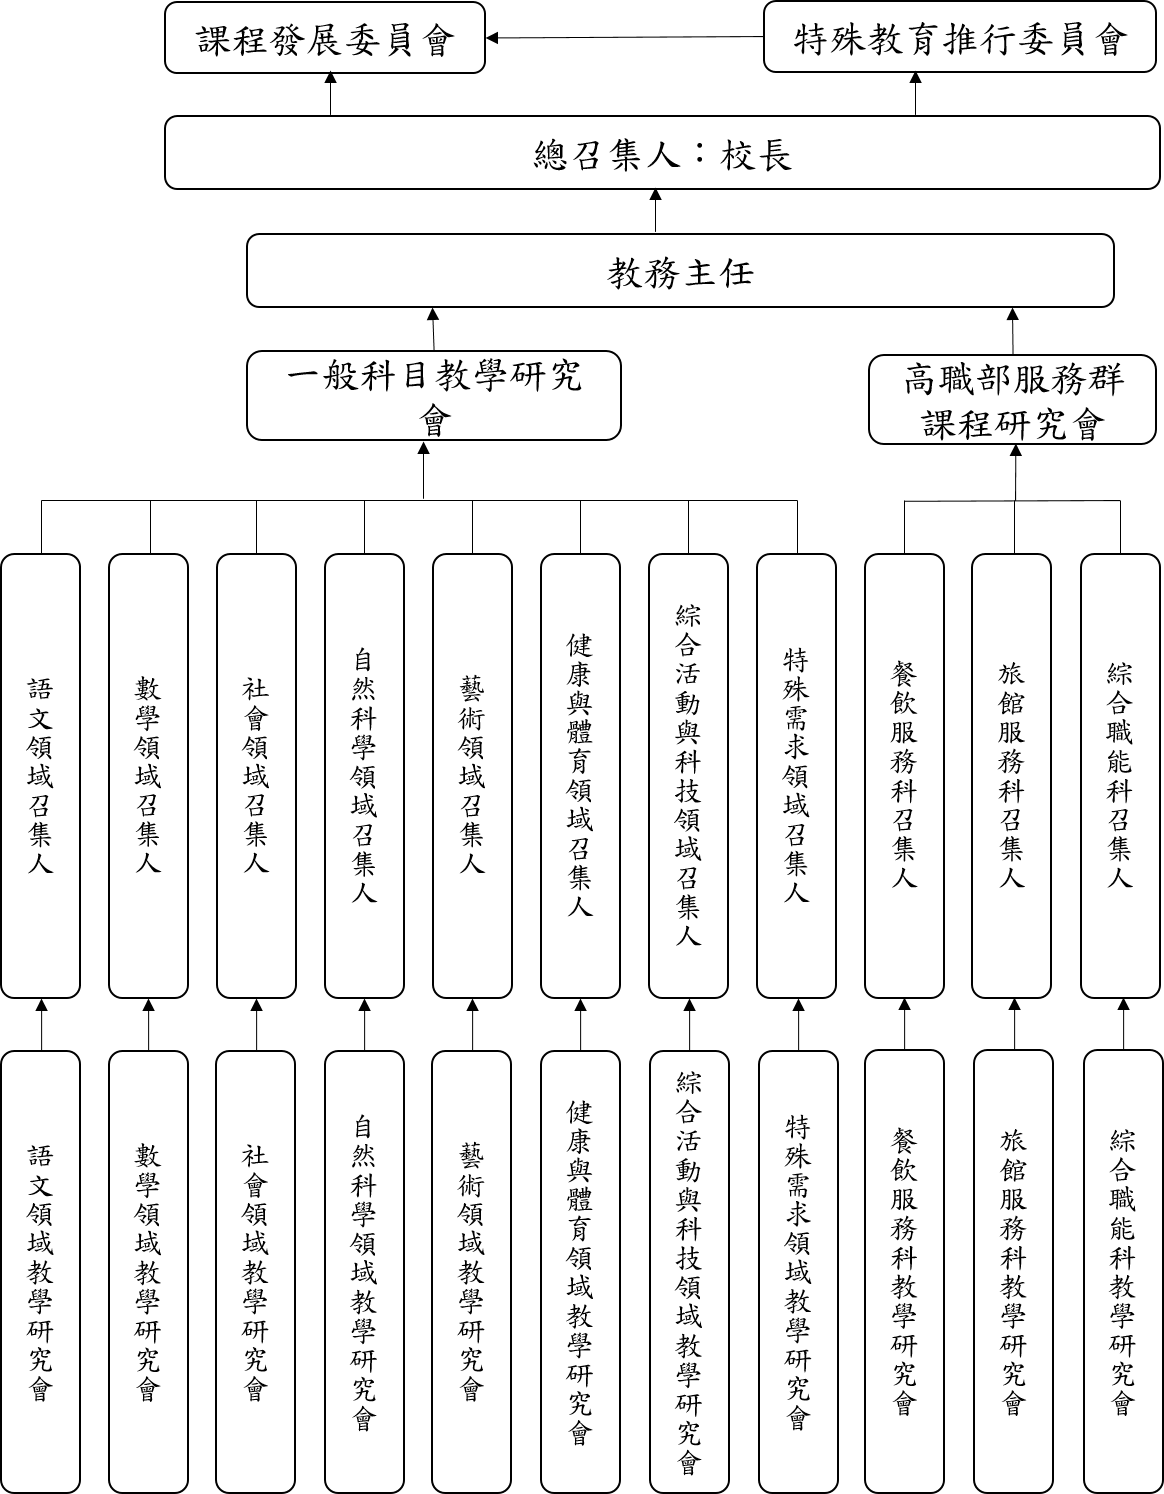 課程發展委員會
特殊教育推行委員會
總召集人：校長
教務主任
一般科目教學研究
會
高職部服務群
課程研究會
語文領域召集人
數學領域召集人
社會領域召集人
自然科學領域召集人
藝術領域召集人
健康與體育領域召集人
綜合活動與科技領域召集人
特殊需求領域召集人
餐飲服務科召集人
旅館服務科召集人
綜合職能科召集人
語文領域教學研究會
數學領域教學研究會
社會領域教學研究會
自然科學領域教學研究會
藝術領域教學研究會
健康與體育領域教學研究會
綜合活動與科技領域教學研究會
特殊需求領域教學研究會
餐飲服務科教學研究會
旅館服務科教學研究會
綜合職能科教學研究會